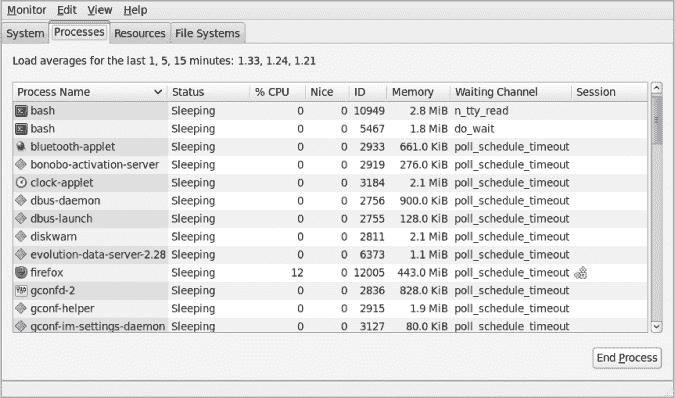 Monitor Edit View Help
System Processes Resources File Systems
Load averages for the last 1, 5, 15 minutes: 1.33, 1.24, 1.21
Process Name Status % CPU Nice ID Memory Waiting Channel Session
bash Sleeping 0 0 10949 2.8 MiB n_tty_read
bash Sleeping 0 0 5467 1.8 MiB do_wait
bluetooth-applet Sleeping 0 0 2933 661.0 KiB poll_schedule_timeout
bonobo-activation-server Sleeping 0 0 2919 276.0 KiB poll_schedule_timeout
clock-applet Sleeping 0 0 3184 2.1 MiB poll_schedule_timeout
dbus-daemon Sleeping 0 0 2756 900.0 KiB poll_schedule_timeout
dbus-launch Sleeping 0 0 2755 128.0 KiB poll_schedule_timeout
diskwarn Sleeping 0 0 2811 2.1 MiB poll_schedule_timeout
evolution-data-server-2.28 Sleeping 0 0 6373 1.1 MiB poll_schedule_timeout
firefox Sleeping 12 0 12005 443.0 MiB poll_schedule_timeout
gconfd-2 Sleeping 0 0 2836 828.0 KiB poll_schedule_timeout
gconf-helper Sleeping 0 0 2915 1.9 MiB poll_schedule_timeout
gconf-im-settings-daemon Sleeping 0 0 3127 80.0 KiB poll_schedule_timeout
End Process